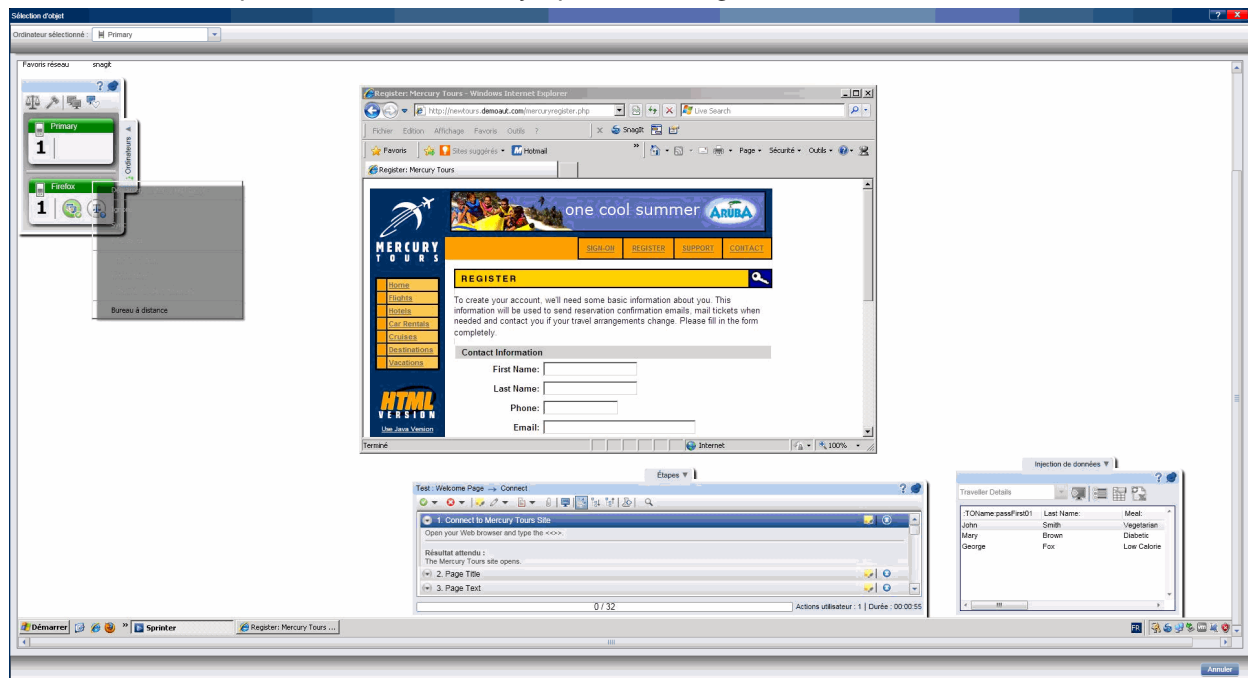 Sélection d'objet
Ordinateur sélectionné : Primary
Favoris réseau snagit
Primary
1
Ordinateurs
Firefox
1
Bureau à distance
Register: Mercury Tours - Windows Internet Explorer
http://newtours.demoaut.com/mercuryregister.php
Live Search
Fichier Edition Affichage Favoris Outils ?
SnagIt
Favoris Sites suggérés Hotmail
Page Sécurité Outils
Register: Mercury Tours
one cool summer ARUBA
MERCURY
TOURS
SIGN-ON REGISTER SUPPORT CONTACT
REGISTER
Home
Flights
Hotels
Car Rentals
Cruises
Destinations
Vacations
To create your account, we'll need some basic information about you. This
information will be used to send reservation confirmation emails, mail tickets when
needed and contact you if your travel arrangements change. Please fill in the form
completely.
Contact Information
First Name:
Last Name:
Phone:
Email:
HTML
VERSION
Use Java Version
Terminé Internet 100%
Étapes
Test : Welcome Page → Connect
1. Connect to Mercury Tours Site
Open your Web browser and type the <<>>.
Résultat attendu :
The Mercury Tours site opens.
2. Page Title
3. Page Text
0 / 32 Actions utilisateur : 1 | Durée : 00:00:55
Injection de données
Traveller Details
:TOName:passFirst01 Last Name: Meal:
John Smith Vegetarian
Mary Brown Diabetic
George Fox Low Calorie
Démarrer Sprinter Register: Mercury Tours ... FR
Annuler